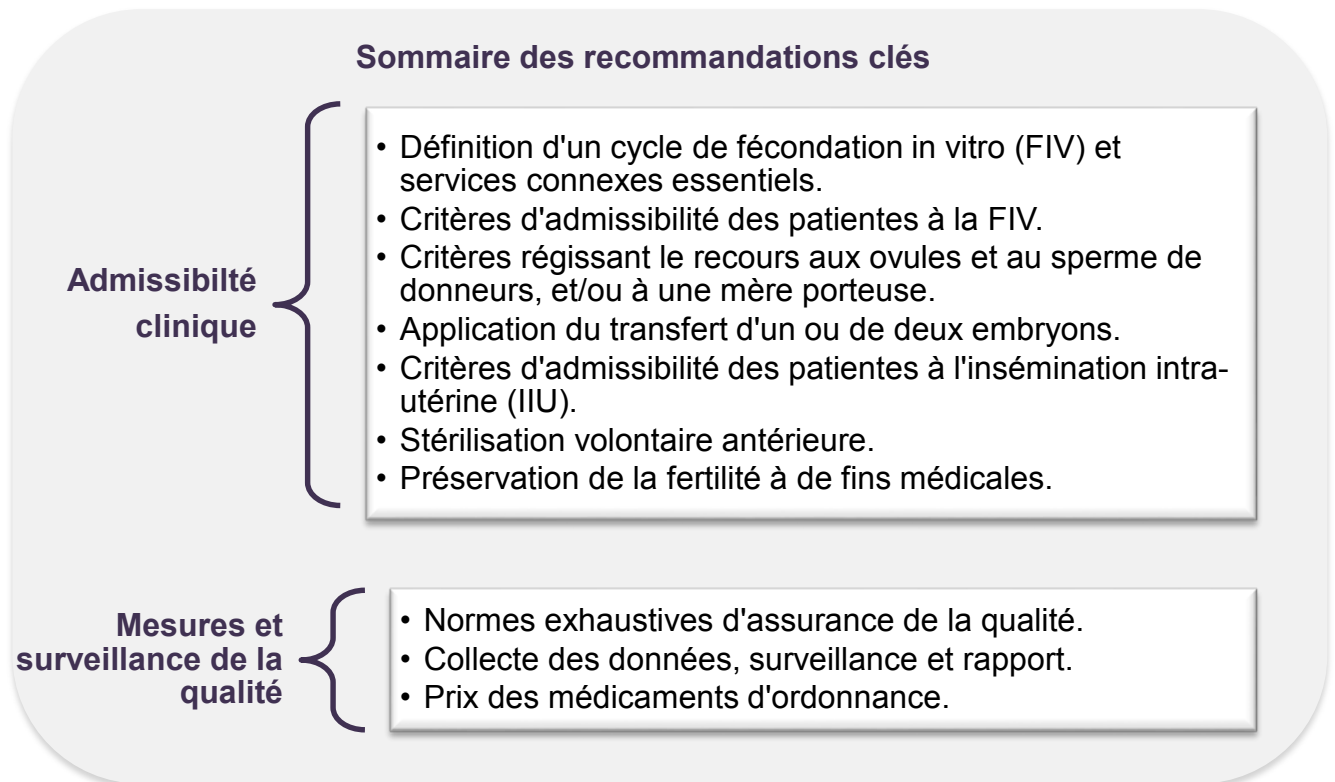 Sommaire des recommandations clés
Admissibilté
clinique
• Définition d'un cycle de fécondation in vitro (FIV) et
services connexes essentiels.
• Critères d'admissibilité des patientes à la FIV.
• Critères régissant le recours aux ovules et au sperme de
donneurs, et/ou à une mère porteuse.
• Application du transfert d'un ou de deux embryons.
• Critères d'admissibilité des patientes à l'insémination intra-
utérine (IIU).
• Stérilisation volontaire antérieure.
• Préservation de la fertilité à de fins médicales.
Mesures et
surveillance de la
qualité
• Normes exhaustives d'assurance de la qualité.
• Collecte des données, surveillance et rapport.
• Prix des médicaments d'ordonnance.